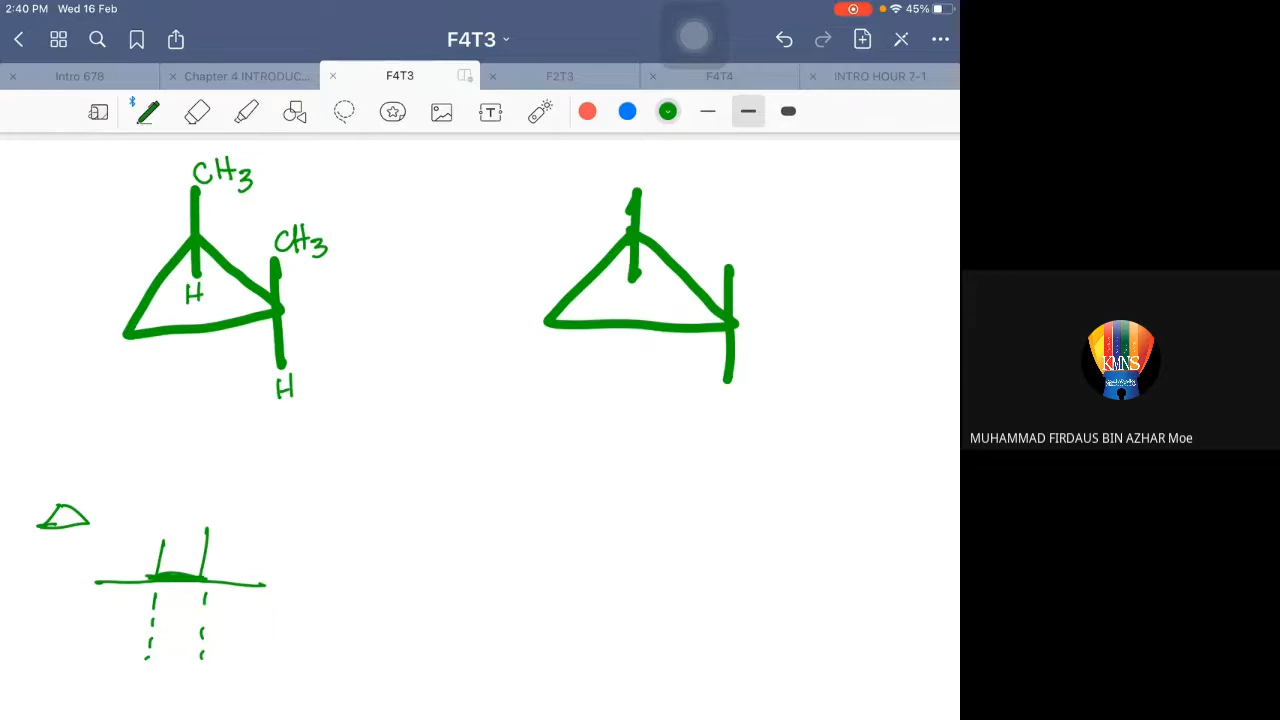 2:40 PM Wed 16 Feb
45%
F4T3
Intro 678
Chapter 4 INTRODUC...
F4T3
F2T3
F4T4
INTRO HOUR 7-1
T
CH3
CH3
H
H
KMNS
MUHAMMAD FIRDAUS BIN AZHAR Moe